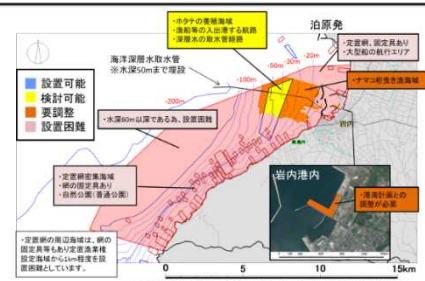 ・ホタテの養殖海域
・漁船等の入出港する航路
・深層水の取水管経路
泊原発
・定置網、固定具あり
・大型船の航行エリア
海洋深層水取水管
※水深50mまで埋設
-50m
-30m
-20m
-20m
-100m
-200m
・ナマコ桁曳き漁海域
設置可能
検討可能
要調整
設置困難
・水深60m以深である為、設置困難
岩内
岩内港内
・港湾計画との
調整が必要
・定置網密集海域
・網の固定具あり
・自然公園(普通公園)
・定置網の周辺海域は、網の
固定具等もあり定置漁業権
設定海域から1km程度を設
置困難としています。
0
5
10
15km